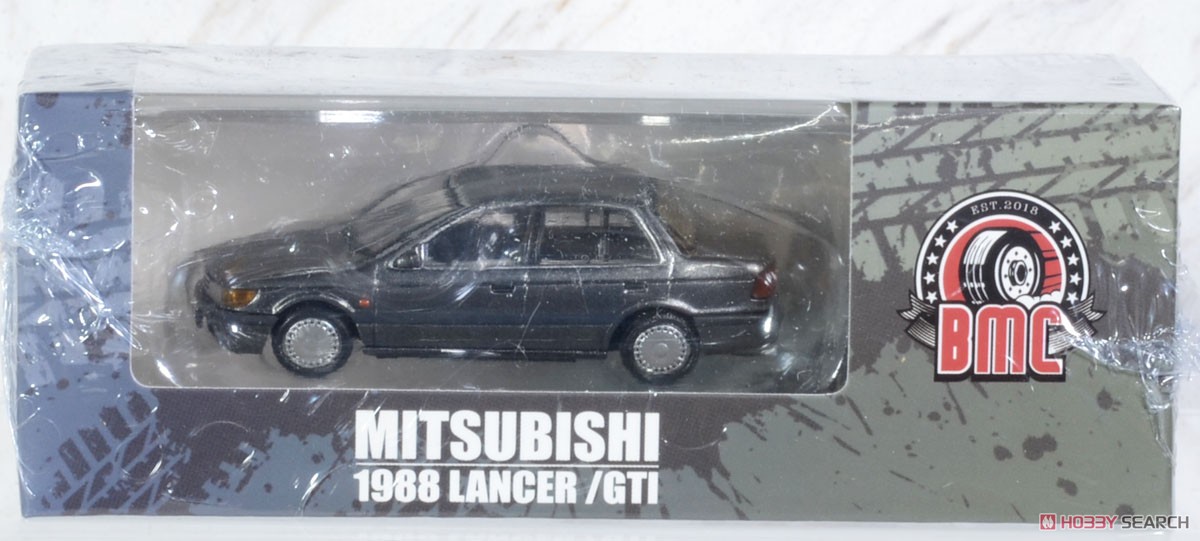 EST.2018
BMC
MITSUBISHI
1988 LANCER /GTI
HOBBY SEARCH